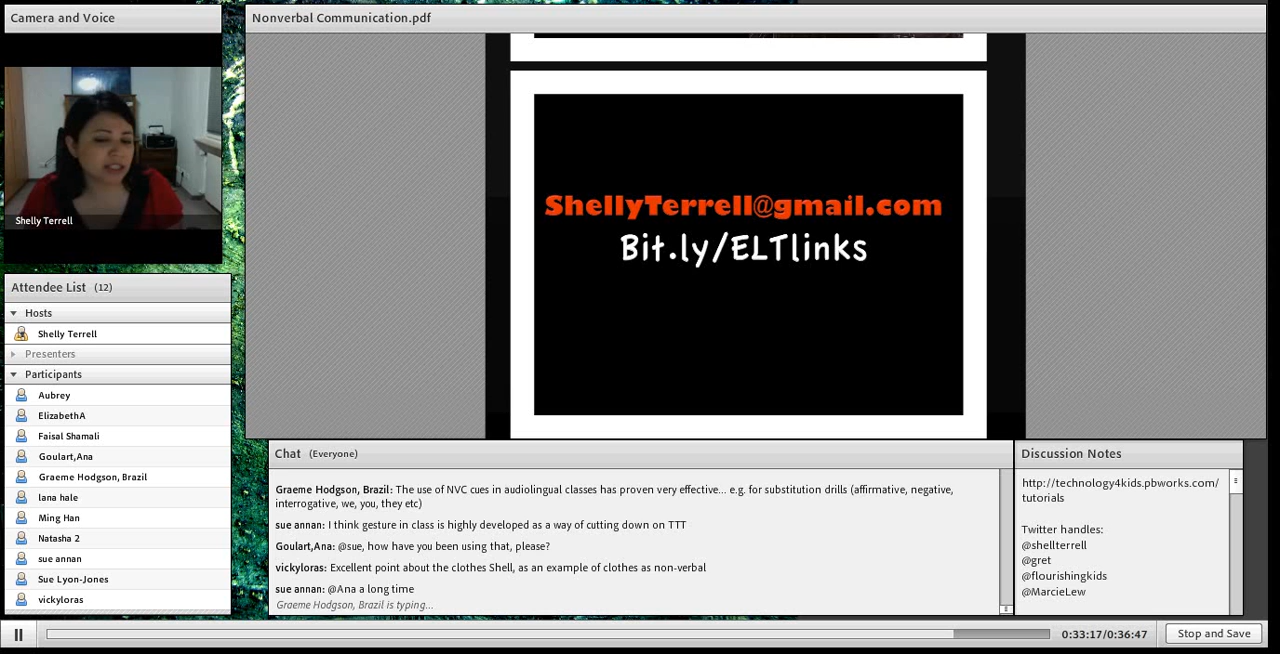 Camera and Voice
Shelly Terrell
Attendee List (12)
Hosts
Shelly Terrell
Presenters
Participants
Aubrey
ElizabethA
Faisal Shamali
Goulart,Ana
Graeme Hodgson, Brazil
lana hale
Ming Han
Natasha 2
sue annan
Sue Lyon-Jones
vickyloras
Nonverbal Communication.pdf
ShellyTerrell@gmail.com
Bit.ly/ELTlinks
Chat (Everyone)
Graeme Hodgson, Brazil: The use of NVC cues in audiolingual classes has proven very effective... e.g. for substitution drills (affirmative, negative,
interrogative, we, you, they etc)
sue annan: I think gesture in class is highly developed as a way of cutting down on TTT
Goulart,Ana: @sue, how have you been using that, please?
vickyloras: Excellent point about the clothes Shell, as an example of clothes as non-verbal
sue annan: @Ana a long time
Graeme Hodgson, Brazil is typing...
Discussion Notes
http://technology4kids.pbworks.com/
tutorials
Twitter handles:
@shellterrell
@gret
@flourishingkids
@MarcieLew
0:33:17/0:36:47
Stop and Save